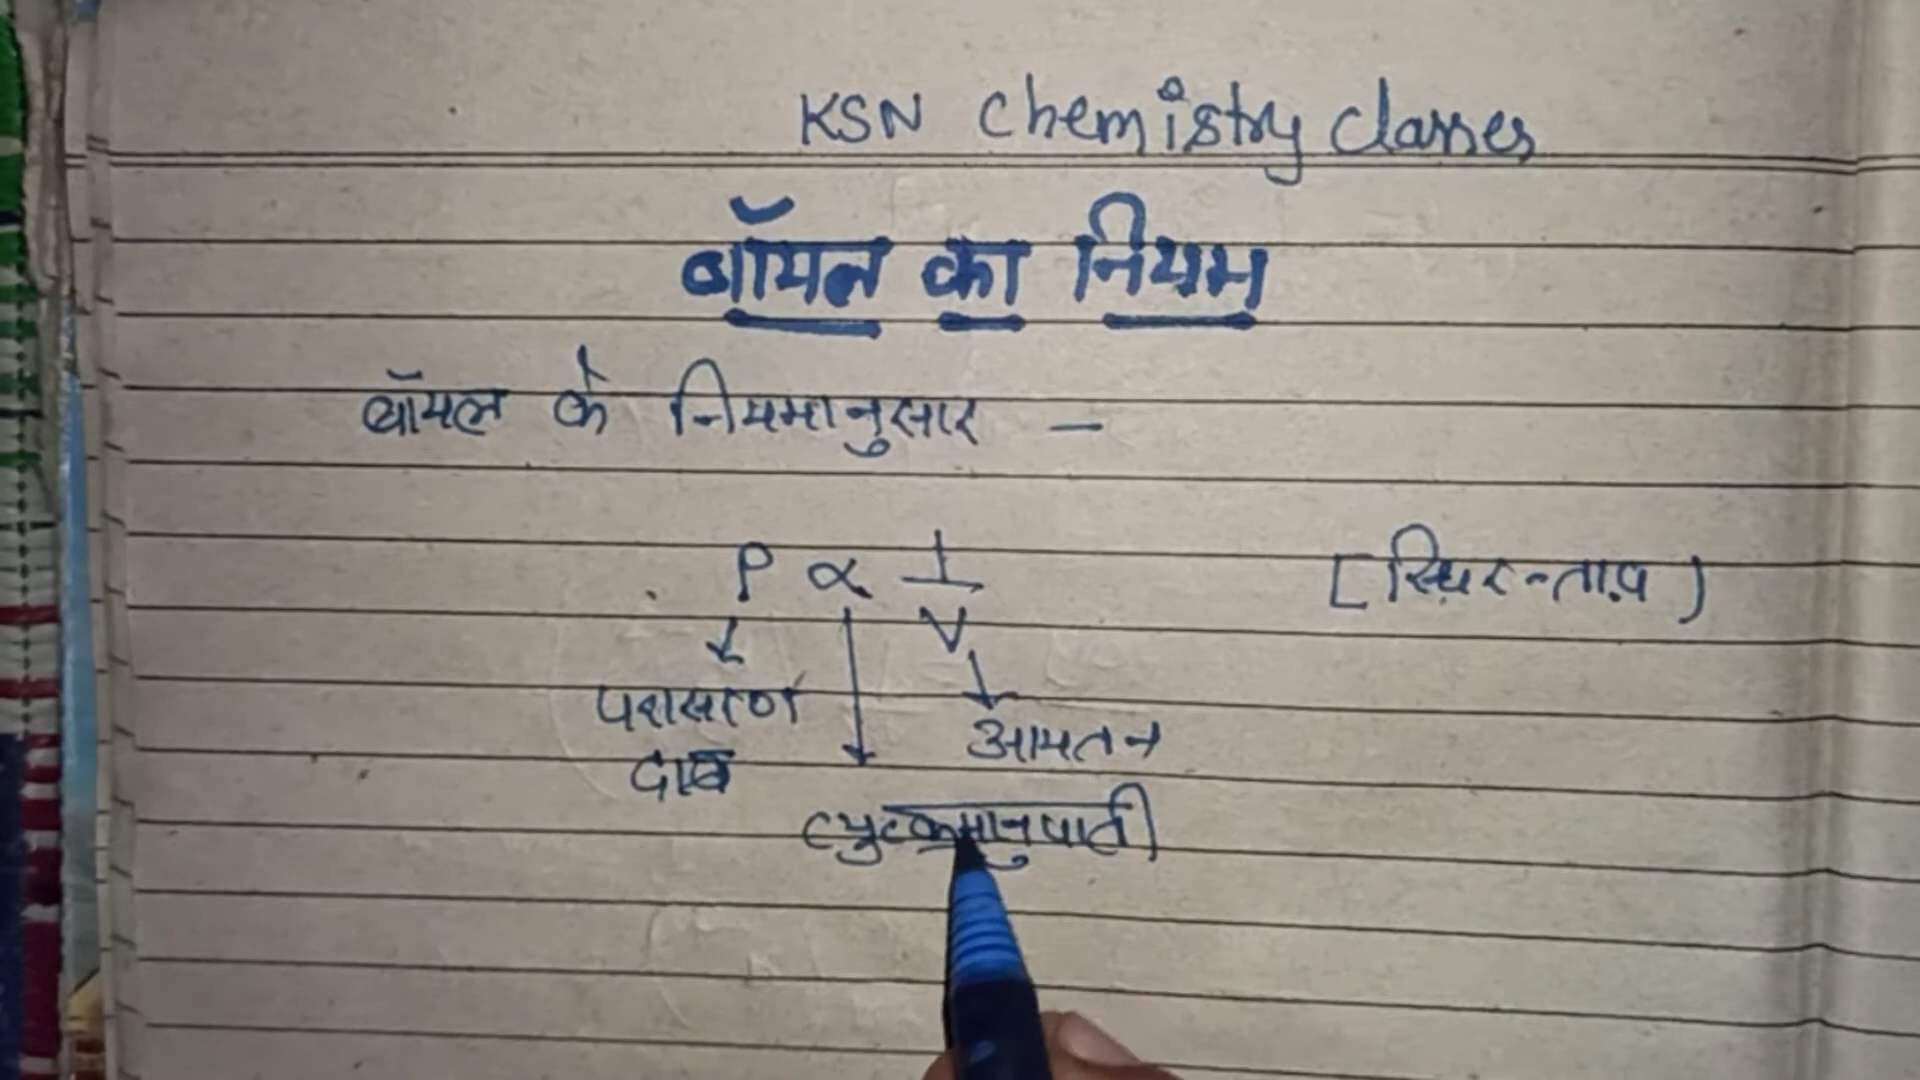 KSN Chemistry Classes
बॉयल का नियम
बॉयल के नियमानुसार -
P ∝ 1/V [स्थिर-ताप)
परासरण दाब
आयतन
व्युत्क्रमानुपाती